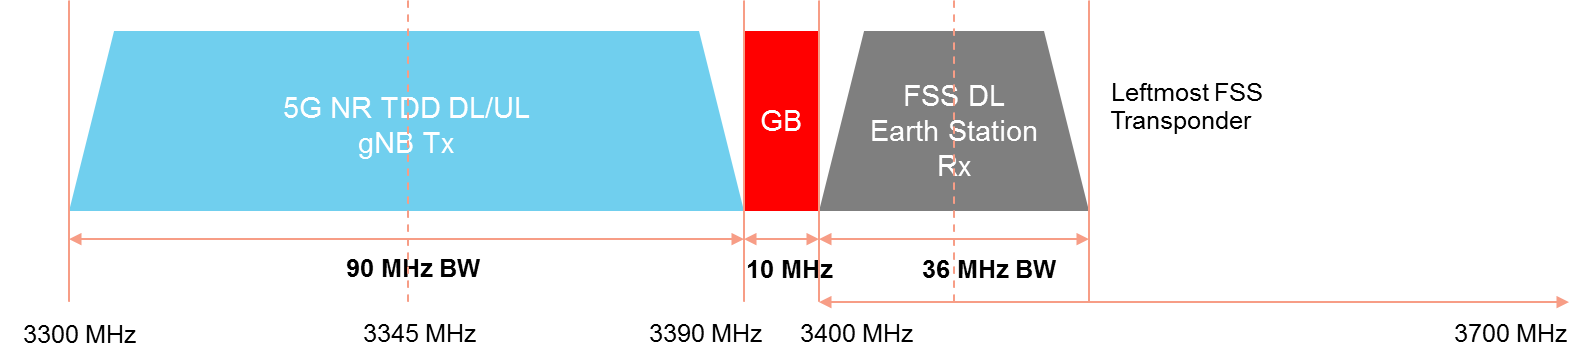 5G NR TDD DL/UL
gNB Tx
GB
FSS DL
Earth Station
Rx
Leftmost FSS
Transponder
90 MHz BW
10 MHz
36 MHz BW
3300 MHz
3345 MHz
3390 MHz
3400 MHz
3700 MHz